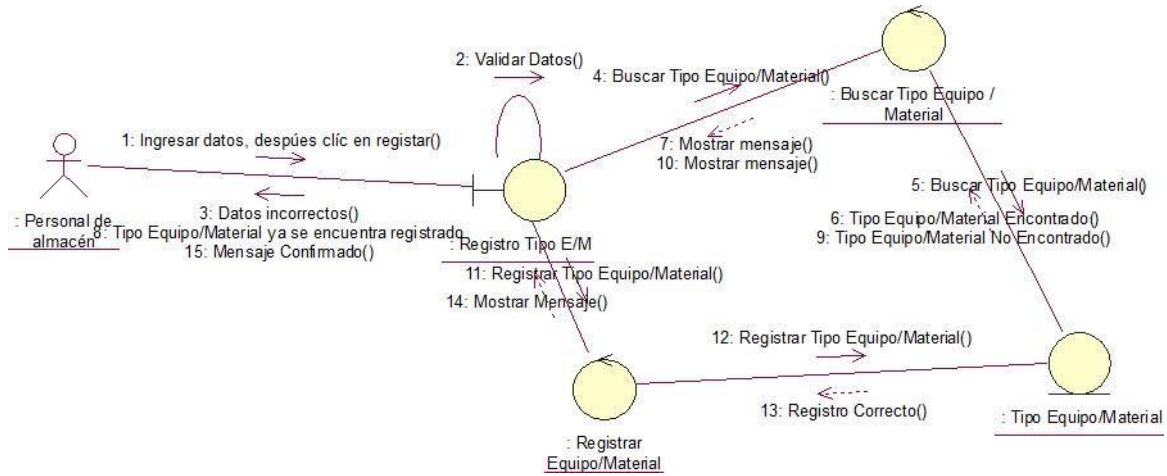 2: Validar Datos()
4: Buscar Tipo Equipo/Material()
: Buscar Tipo Equipo /
Material
1: Ingresar datos, despúes clíc en registar()
7: Mostrar mensaje()
10: Mostrar mensaje()
5: Buscar Tipo Equipo/Material()
3: Datos incorrectos()
8: Tipo Equipo/Material ya se encuentra registrado
15: Mensaje Confirmado()
: Personal de
almacén
6: Tipo Equipo/Material Encontrado()
9: Tipo Equipo/Material No Encontrado()
: Registro Tipo E/M
11: Registrar Tipo Equipo/Material()
14: Mostrar Mensaje()
12: Registrar Tipo Equipo/Material()
13: Registro Correcto()
: Tipo Equipo/Material
: Registrar
Equipo/Material